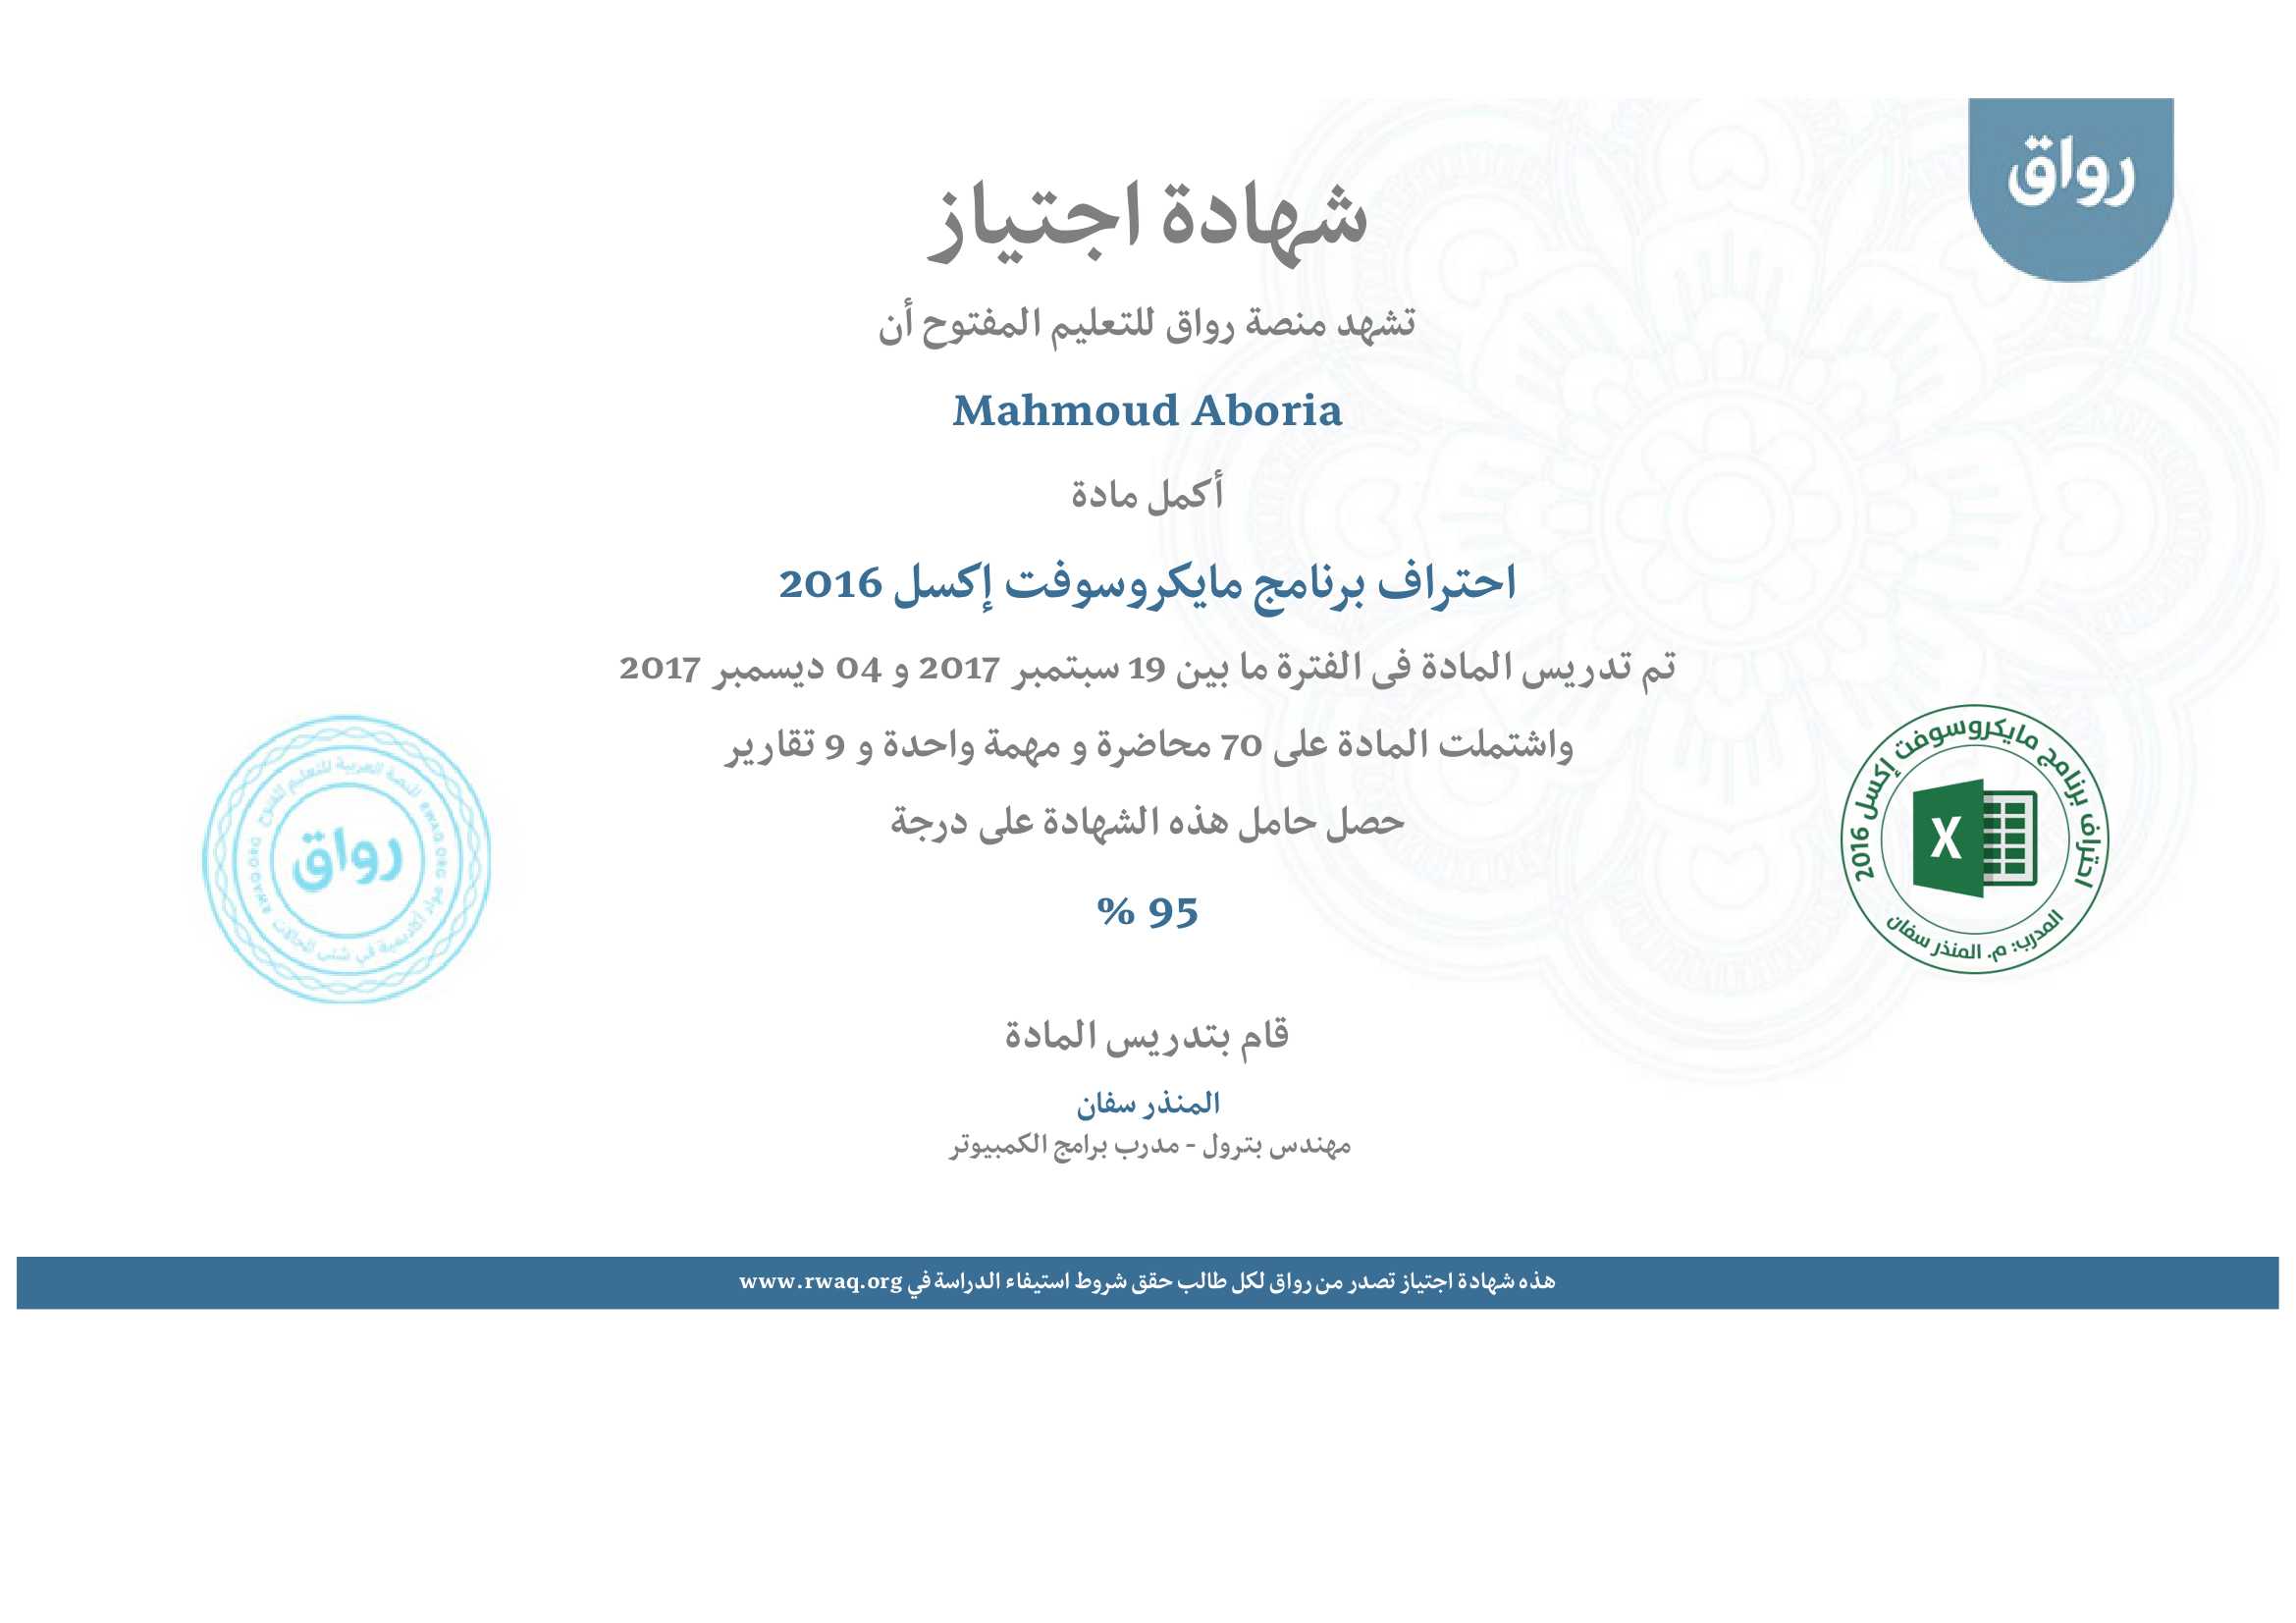 رواق
شهادة اجتياز
تشهد منصة رواق للتعليم المفتوح أن
Mahmoud Aboria
أكمل مادة
احتراف برنامج مايكروسوفت إكسل 2016
تم تدريس المادة فى الفترة ما بين 19 سبتمبر 2017 و 04 ديسمبر 2017
واشتملت المادة على 70 محاضرة و مهمة واحدة و 9 تقارير
حصل حامل هذه الشهادة على درجة
95 %
احتراف برنامج مايكروسوفت إكسل 2016
X
المدرب: م. المنذر سفان
المنصة العربية للتعليم المفتوح
RWAQ.ORG
رواق
RWAQ.ORG
مواد أكاديمية في شتى المجالات
قام بتدريس المادة
المنذر سفان
مهندس بترول - مدرب برامج الكمبيوتر
هذه شهادة اجتياز تصدر من رواق لكل طالب حقق شروط استيفاء الدراسة في www.rwaq.org